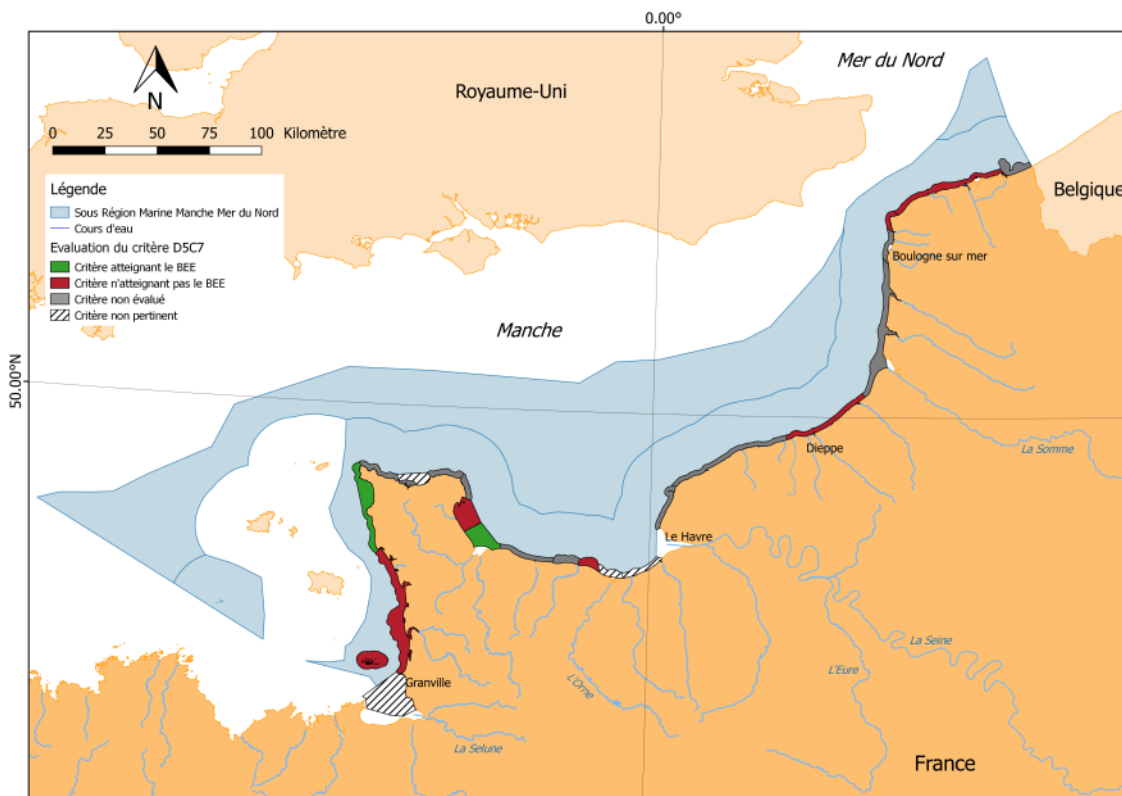 0.00°
Mer du Nord
N
Royaume-Uni
0 25 50 75 100 Kilomètre
Légende
Sous Région Marine Manche Mer du Nord
Cours d'eau
Evaluation du critère D5C7
Critère atteignant le BEE
Critère n'atteignant pas le BEE
Critère non évalué
Critère non pertinent
Belgique
Boulogne sur mer
Manche
50.00°N
Dieppe
La Somme
Le Havre
La Seine
L'Eure
L'Orne
Granville
La Selune
France